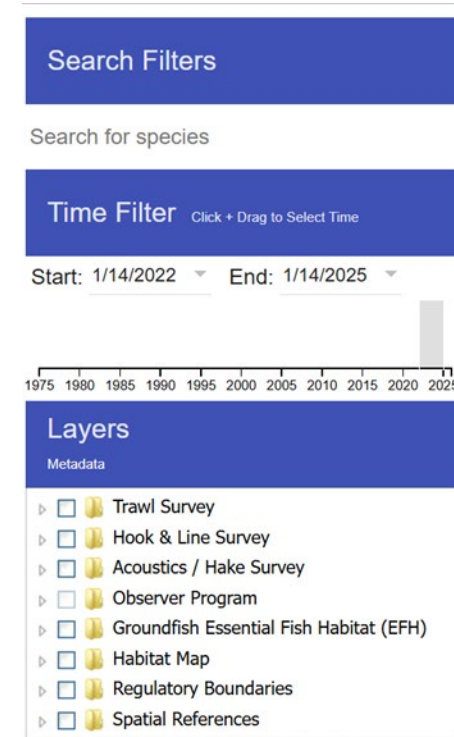 Search Filters
Search for species
Time Filter Click + Drag to Select Time
Start: 1/14/2022 End: 1/14/2025
1975 1980 1985 1990 1995 2000 2005 2010 2015 2020 2025
Layers
Metadata
Trawl Survey
Hook & Line Survey
Acoustics / Hake Survey
Observer Program
Groundfish Essential Fish Habitat (EFH)
Habitat Map
Regulatory Boundaries
Spatial References